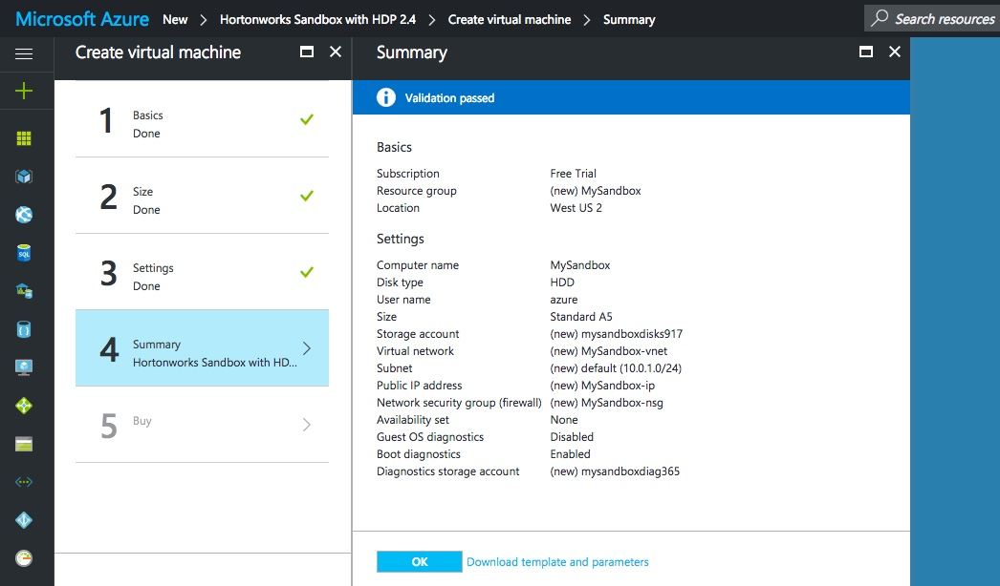 Microsoft Azure New > Hortonworks Sandbox with HDP 2.4 > Create virtual machine > Summary Search resources
Create virtual machine
Summary
Validation passed
1 Basics
Done
2 Size
Done
3 Settings
Done
4 Summary
Hortonworks Sandbox with HD...
5 Buy
Basics
Subscription Free Trial
Resource group (new) MySandbox
Location West US 2
Settings
Computer name MySandbox
Disk type HDD
User name azure
Size Standard A5
Storage account (new) mysandboxdisks917
Virtual network (new) MySandbox-vnet
Subnet (new) default (10.0.1.0/24)
Public IP address (new) MySandbox-ip
Network security group (firewall) (new) MySandbox-nsg
Availability set None
Guest OS diagnostics Disabled
Boot diagnostics Enabled
Diagnostics storage account (new) mysandboxdiag365
OK Download template and parameters
SQL